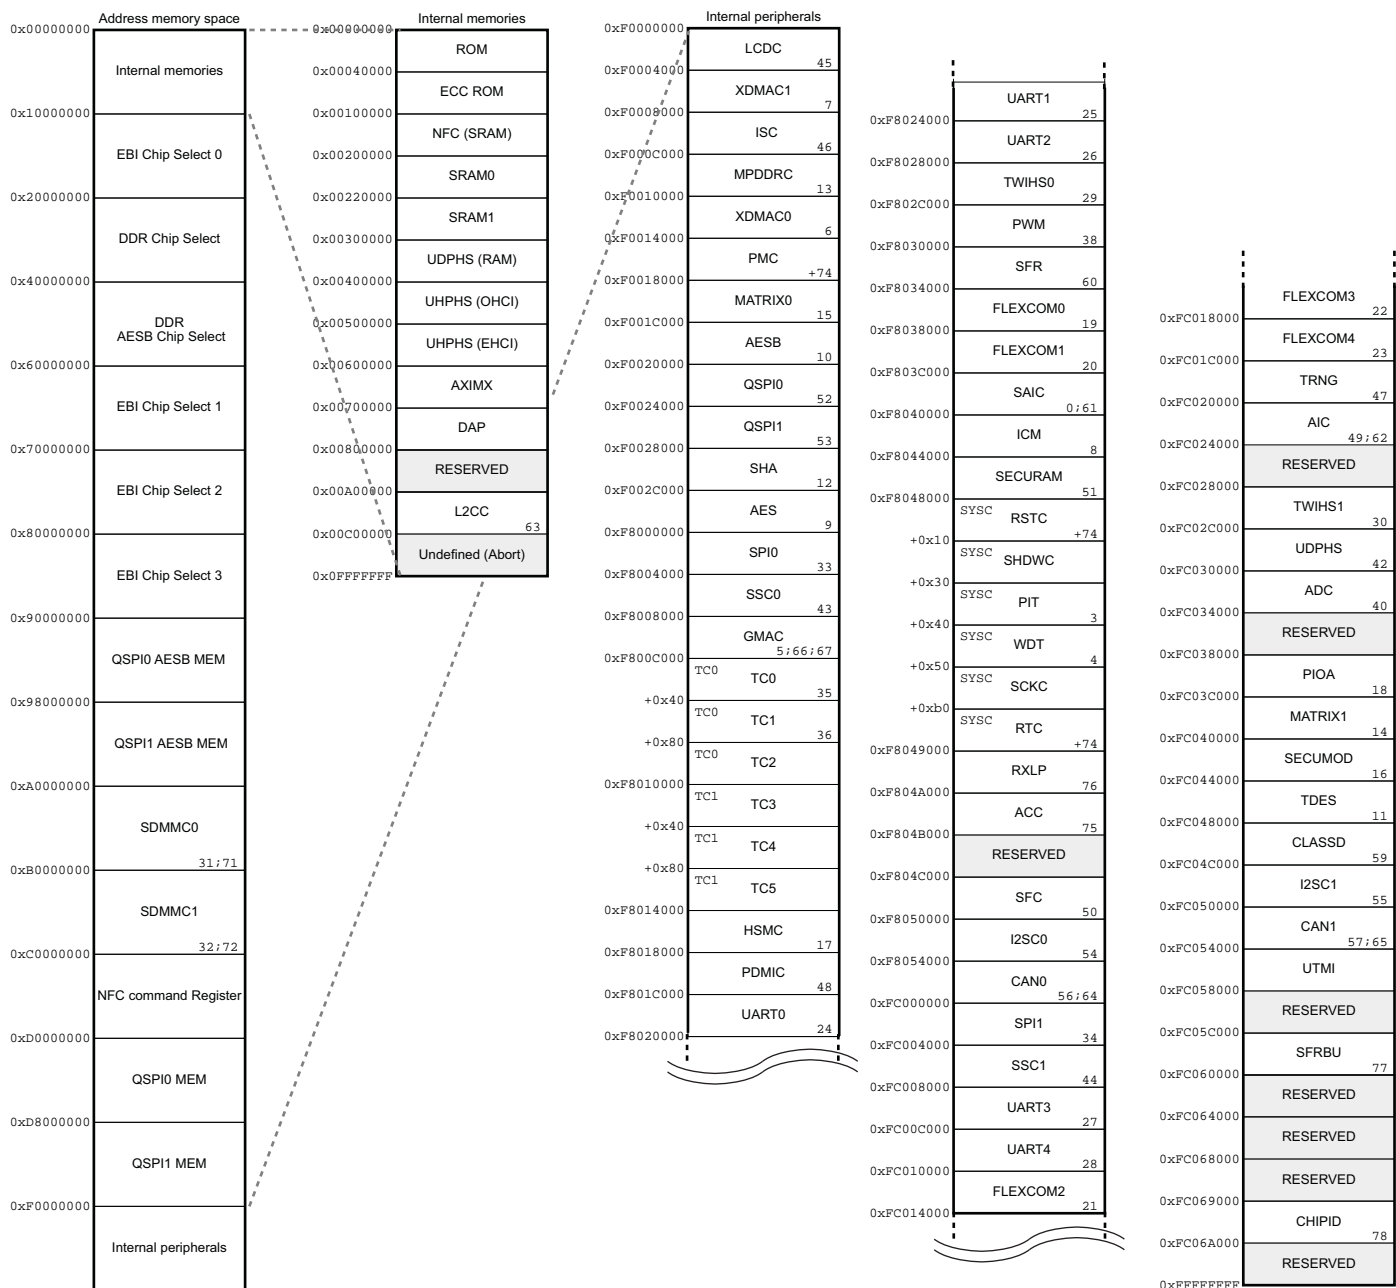 Address memory space
0x00000000
Internal memories
0x10000000
EBI Chip Select 0
0x20000000
DDR Chip Select
0x40000000
DDR
AESB Chip Select
0x60000000
EBI Chip Select 1
0x70000000
EBI Chip Select 2
0x80000000
EBI Chip Select 3
0x90000000
QSPI0 AESB MEM
0x98000000
QSPI1 AESB MEM
0xA0000000
SDMMC0
31;71
0xB0000000
SDMMC1
32;72
0xC0000000
NFC command Register
0xD0000000
QSPI0 MEM
0xD8000000
QSPI1 MEM
0xF0000000
Internal peripherals
Internal memories
0x00000000
ROM
0x00040000
ECC ROM
0x00100000
NFC (SRAM)
0x00200000
SRAM0
0x00220000
SRAM1
0x00300000
UDPHS (RAM)
0x00400000
UHPHS (OHCI)
0x00500000
UHPHS (EHCI)
0x00600000
AXIMX
0x00700000
DAP
0x00800000
RESERVED
0x00A00000
L2CC
63
0x00C00000
Undefined (Abort)
0x0FFFFFFF
Internal peripherals
0xF0000000
LCDC
45
0xF0004000
XDMAC1
7
0xF0008000
ISC
46
0xF000C000
MPDDRC
13
0xF0010000
XDMAC0
6
0xF0014000
PMC
+74
0xF0018000
MATRIX0
15
0xF001C000
AESB
10
0xF0020000
QSPI0
52
0xF0024000
QSPI1
53
0xF0028000
SHA
12
0xF002C000
AES
9
0xF8000000
SPI0
33
0xF8004000
SSC0
43
0xF8008000
GMAC
5;66;67
0xF800C000
TC0
TC0
35
+0x40
TC0
TC1
36
+0x80
TC0
TC2
0xF8010000
TC1
TC3
+0x40
TC1
TC4
+0x80
TC1
TC5
0xF8014000
HSMC
17
0xF8018000
PDMIC
48
0xF801C000
UART0
24
0xF8020000
UART1
25
0xF8024000
UART2
26
0xF8028000
TWIHS0
29
0xF802C000
PWM
38
0xF8030000
SFR
60
0xF8034000
FLEXCOM0
19
0xF8038000
FLEXCOM1
20
0xF803C000
SAIC
0;61
0xF8040000
ICM
8
0xF8044000
SECURAM
51
0xF8048000
SYSC
RSTC
+74
+0x10
SYSC
SHDWC
+0x30
SYSC
PIT
3
+0x40
SYSC
WDT
4
+0x50
SYSC
SCKC
+0xb0
SYSC
RTC
+74
0xF8049000
RXLP
76
0xF804A000
ACC
75
0xF804B000
RESERVED
0xF804C000
SFC
50
0xF8050000
I2SC0
54
0xF8054000
CAN0
56;64
0xFC000000
SPI1
34
0xFC004000
SSC1
44
0xFC008000
UART3
27
0xFC00C000
UART4
28
0xFC010000
FLEXCOM2
21
0xFC014000
FLEXCOM3
22
0xFC018000
FLEXCOM4
23
0xFC01C000
TRNG
47
0xFC020000
AIC
49;62
0xFC024000
RESERVED
0xFC028000
TWIHS1
30
0xFC02C000
UDPHS
42
0xFC030000
ADC
40
0xFC034000
RESERVED
0xFC038000
PIOA
18
0xFC03C000
MATRIX1
14
0xFC040000
SECUMOD
16
0xFC044000
TDES
11
0xFC048000
CLASSD
59
0xFC04C000
I2SC1
55
0xFC050000
CAN1
57;65
0xFC054000
UTMI
0xFC058000
RESERVED
0xFC05C000
SFRBU
77
0xFC060000
RESERVED
0xFC064000
RESERVED
0xFC068000
RESERVED
0xFC069000
CHIPID
78
0xFC06A000
RESERVED
0xFFFFFFFF